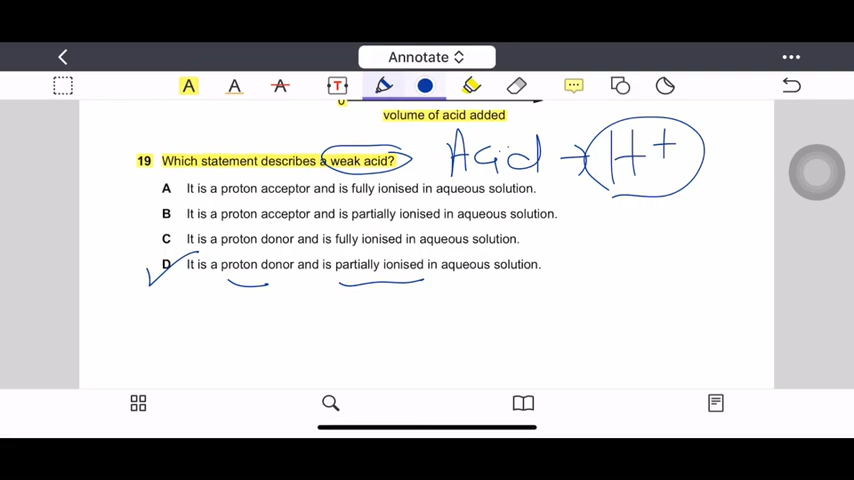 Annotate
A A A T
0
volume of acid added
Acid → H+
19 Which statement describes a weak acid?
A It is a proton acceptor and is fully ionised in aqueous solution.
B It is a proton acceptor and is partially ionised in aqueous solution.
C It is a proton donor and is fully ionised in aqueous solution.
D It is a proton donor and is partially ionised in aqueous solution.